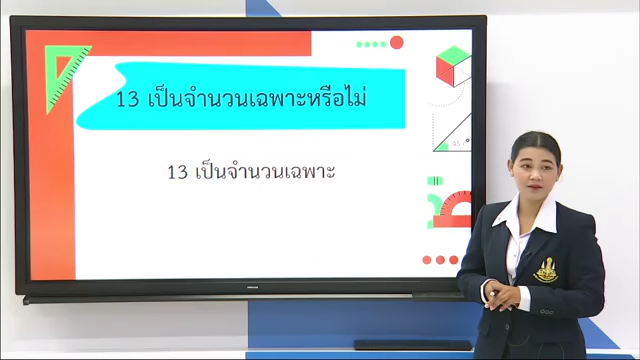 13 เป็นจำนวนเฉพาะหรือไม่
13 เป็นจำนวนเฉพาะ
45°